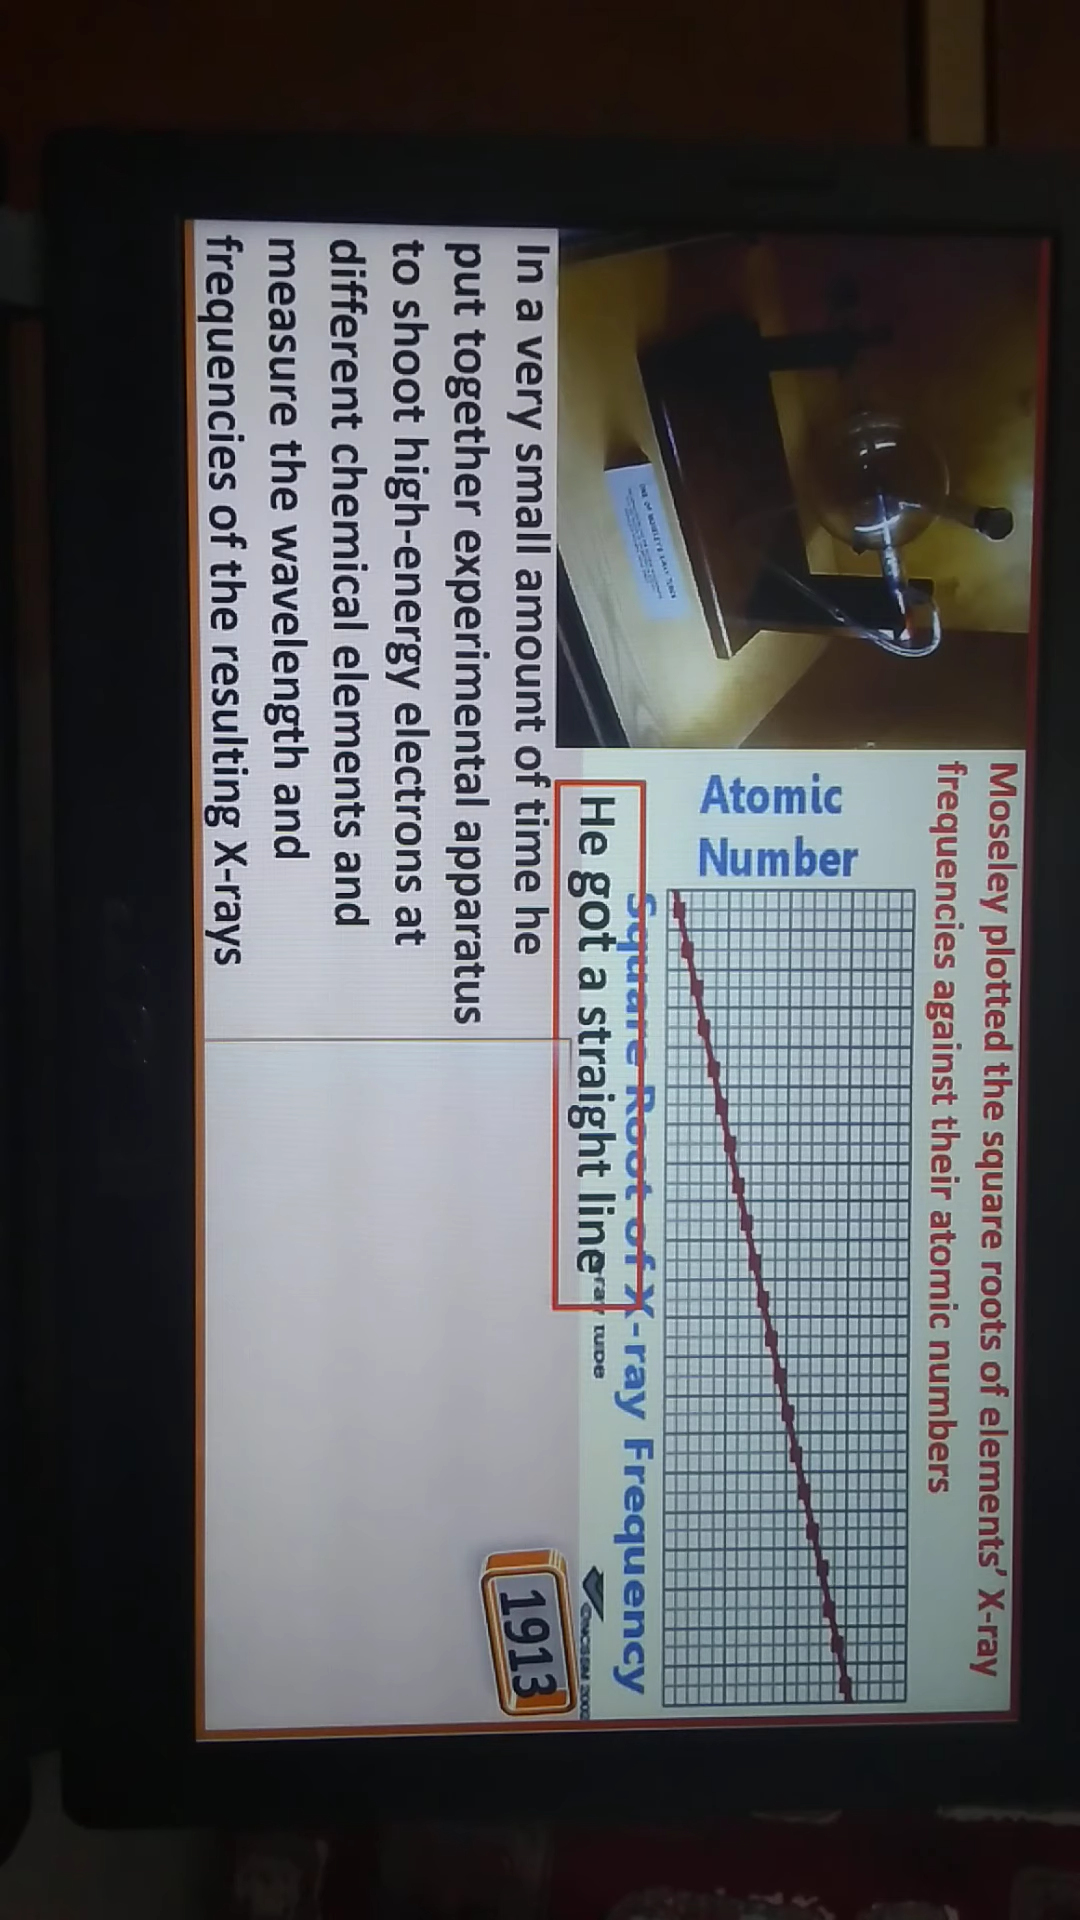 Moseley plotted the square roots of elements' X-ray
frequencies against their atomic numbers
Atomic
Number
Square Root of X-ray Frequency
He got a straight line
ray tube
In a very small amount of time he
put together experimental apparatus
to shoot high-energy electrons at
different chemical elements and
measure the wavelength and
frequencies of the resulting X-rays
1913